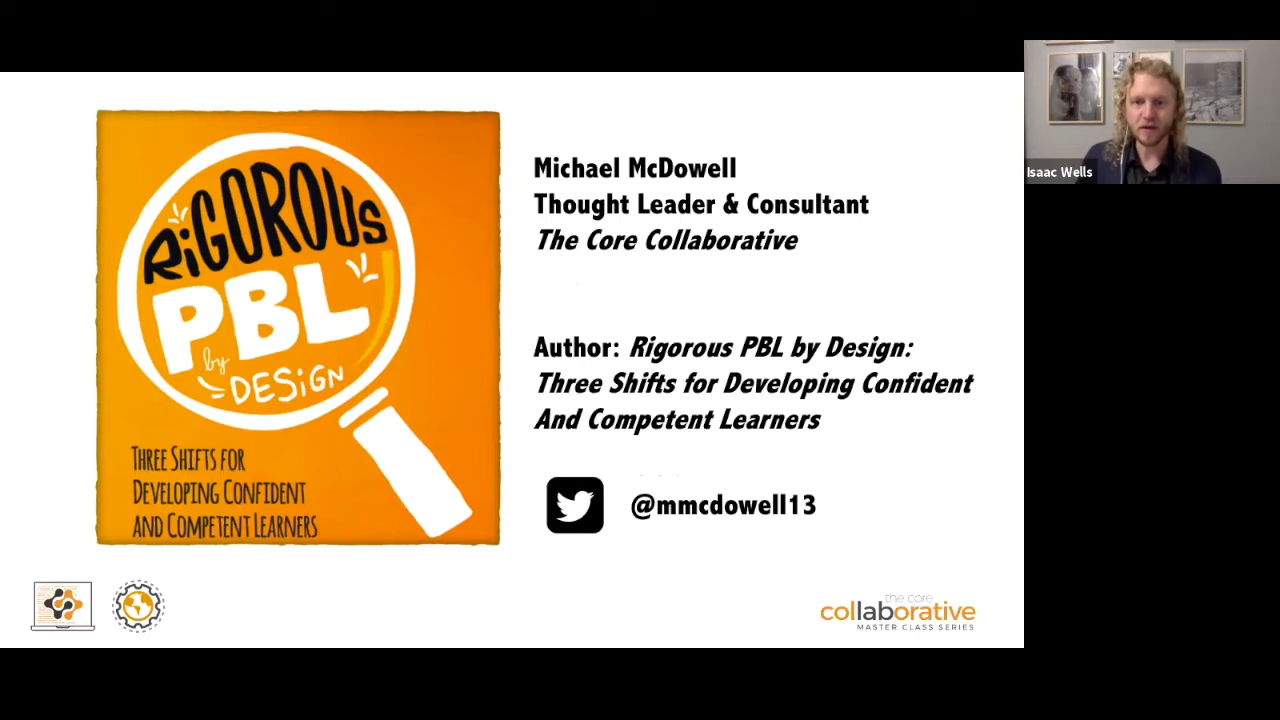 RiGOROUS
PBL
by
DESiGN
THREE SHIFTS FOR
DEVELOPING CONFIDENT
AND COMPETENT LEARNERS
Michael McDowell
Thought Leader & Consultant
The Core Collaborative
Author: Rigorous PBL by Design:
Three Shifts for Developing Confident
And Competent Learners
@mmcdowell13
the core
collaborative
MASTER CLASS SERIES
Isaac Wells